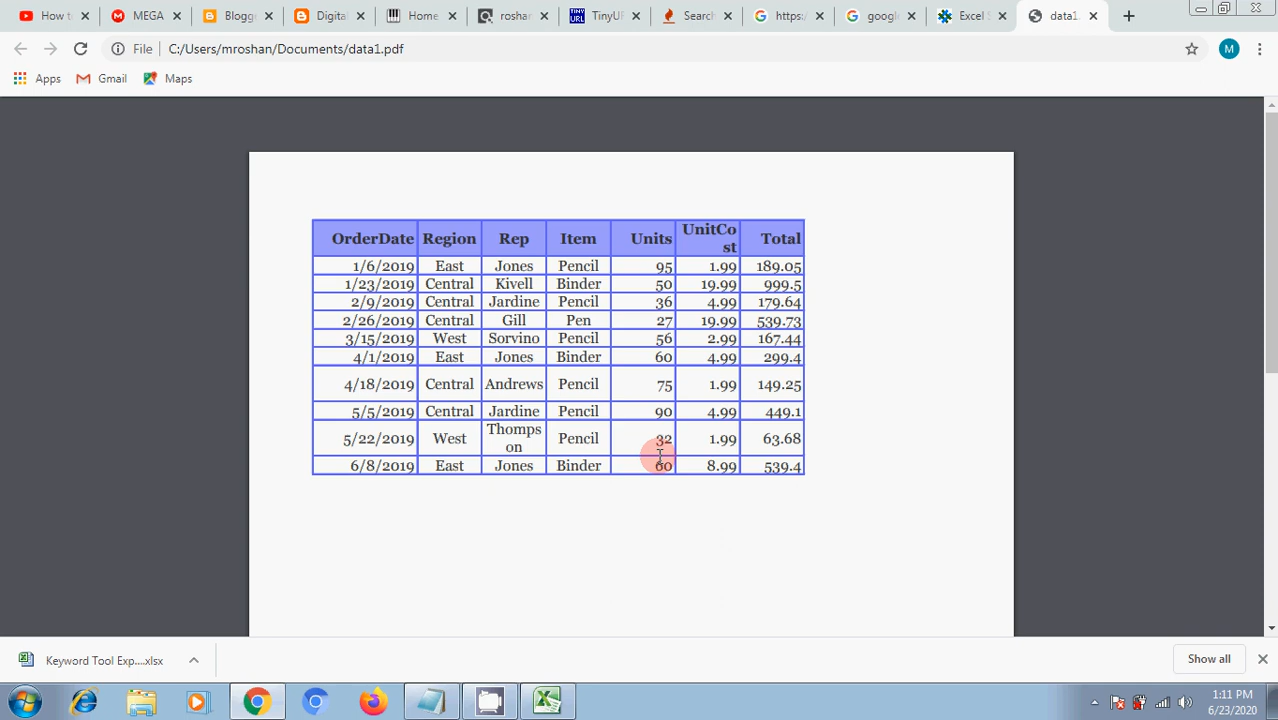 How to
MEGA
Blogge
Digita
Home
roshan
TinyUF
Search
https:/
google
Excel S
data1.
File C:/Users/mroshan/Documents/data1.pdf
M
Apps Gmail Maps
OrderDate Region Rep Item Units UnitCo Total
st
1/6/2019 East Jones Pencil 95 1.99 189.05
1/23/2019 Central Kivell Binder 50 19.99 999.5
2/9/2019 Central Jardine Pencil 36 4.99 179.64
2/26/2019 Central Gill Pen 27 19.99 539.73
3/15/2019 West Sorvino Pencil 56 2.99 167.44
4/1/2019 East Jones Binder 60 4.99 299.4
4/18/2019 Central Andrews Pencil 75 1.99 149.25
5/5/2019 Central Jardine Pencil 90 4.99 449.1
5/22/2019 West Thomps Pencil 32 1.99 63.68
on
6/8/2019 East Jones Binder 60 8.99 539.4
Keyword Tool Exp....xlsx
Show all
1:11 PM
6/23/2020